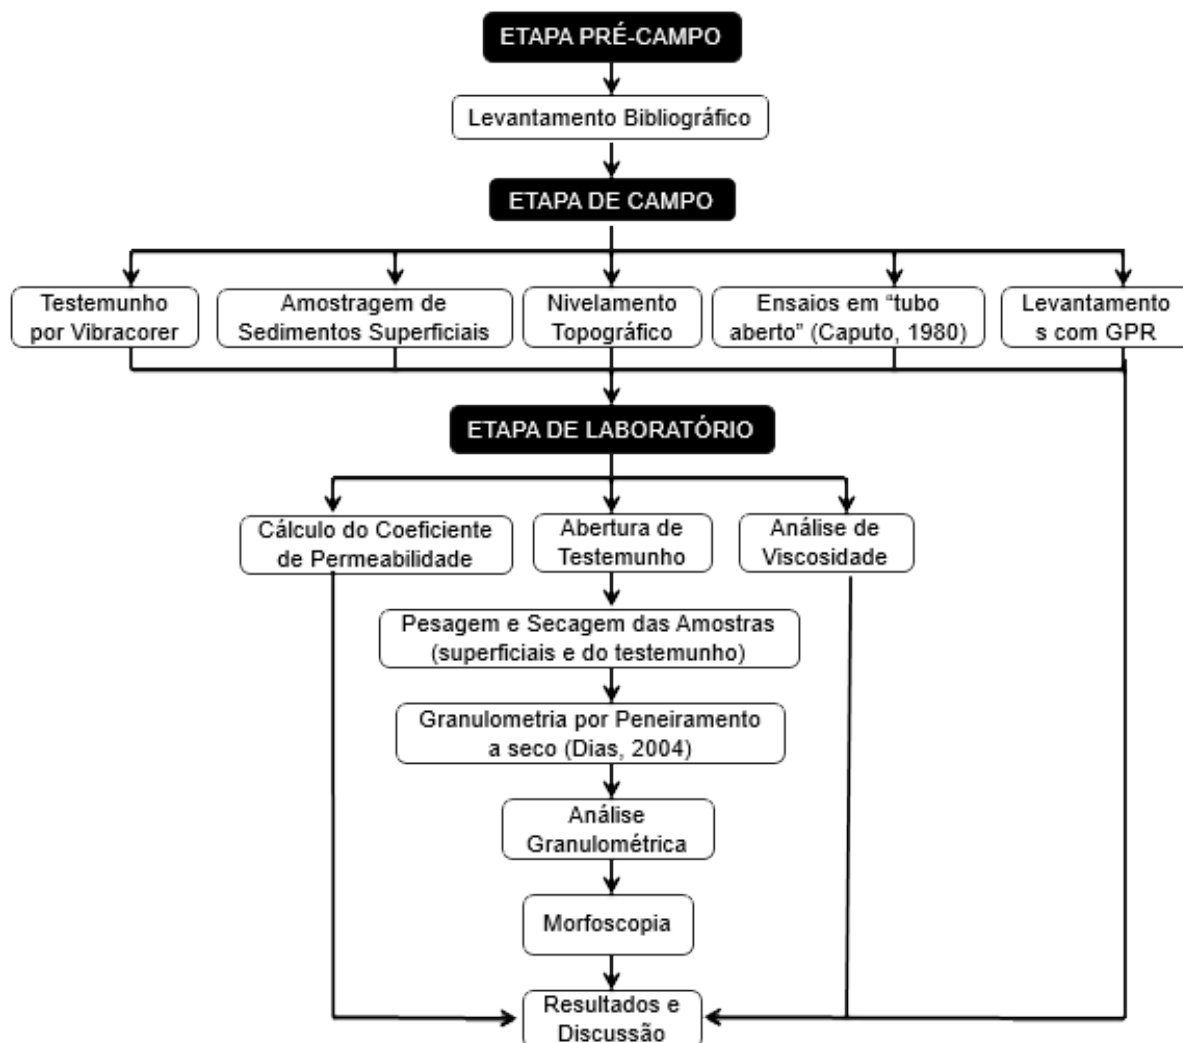 ETAPA PRÉ-CAMPO
Levantamento Bibliográfico
ETAPA DE CAMPO
Testemunho
por Vibracorer
Amostragem de
Sedimentos Superficiais
Nivelamento
Topográfico
Ensaios em “tubo
aberto” (Caputo, 1980)
Levantamento
s com GPR
ETAPA DE LABORATÓRIO
Cálculo do Coeficiente
de Permeabilidade
Abertura de
Testemunho
Análise de
Viscosidade
Pesagem e Secagem das Amostras
(superficiais e do testemunho)
Granulometria por Peneiramento
a seco (Dias, 2004)
Análise
Granulométrica
Morfoscopia
Resultados e
Discussão